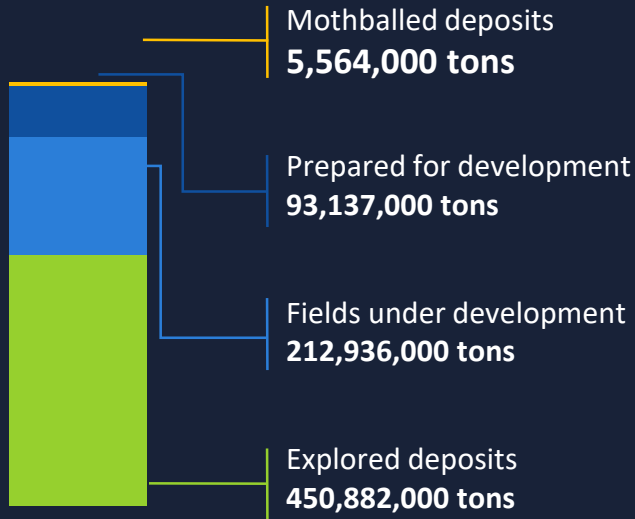 Mothballed deposits
5,564,000 tons
Prepared for development
93,137,000 tons
Fields under development
212,936,000 tons
Explored deposits
450,882,000 tons